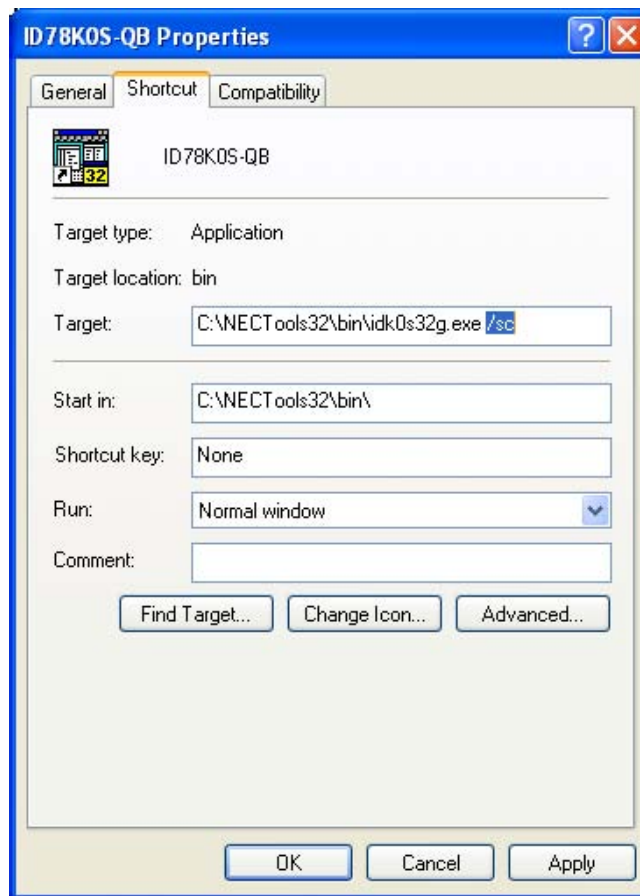 ID78K0S-QB Properties
General Shortcut Compatibility
32
ID78K0S-QB
Target type: Application
Target location: bin
Target: C:\NECTools32\bin\idk0s32g.exe /sc
Start in: C:\NECTools32\bin\
Shortcut key: None
Run: Normal window
Comment:
Find Target... Change Icon... Advanced...
OK Cancel Apply